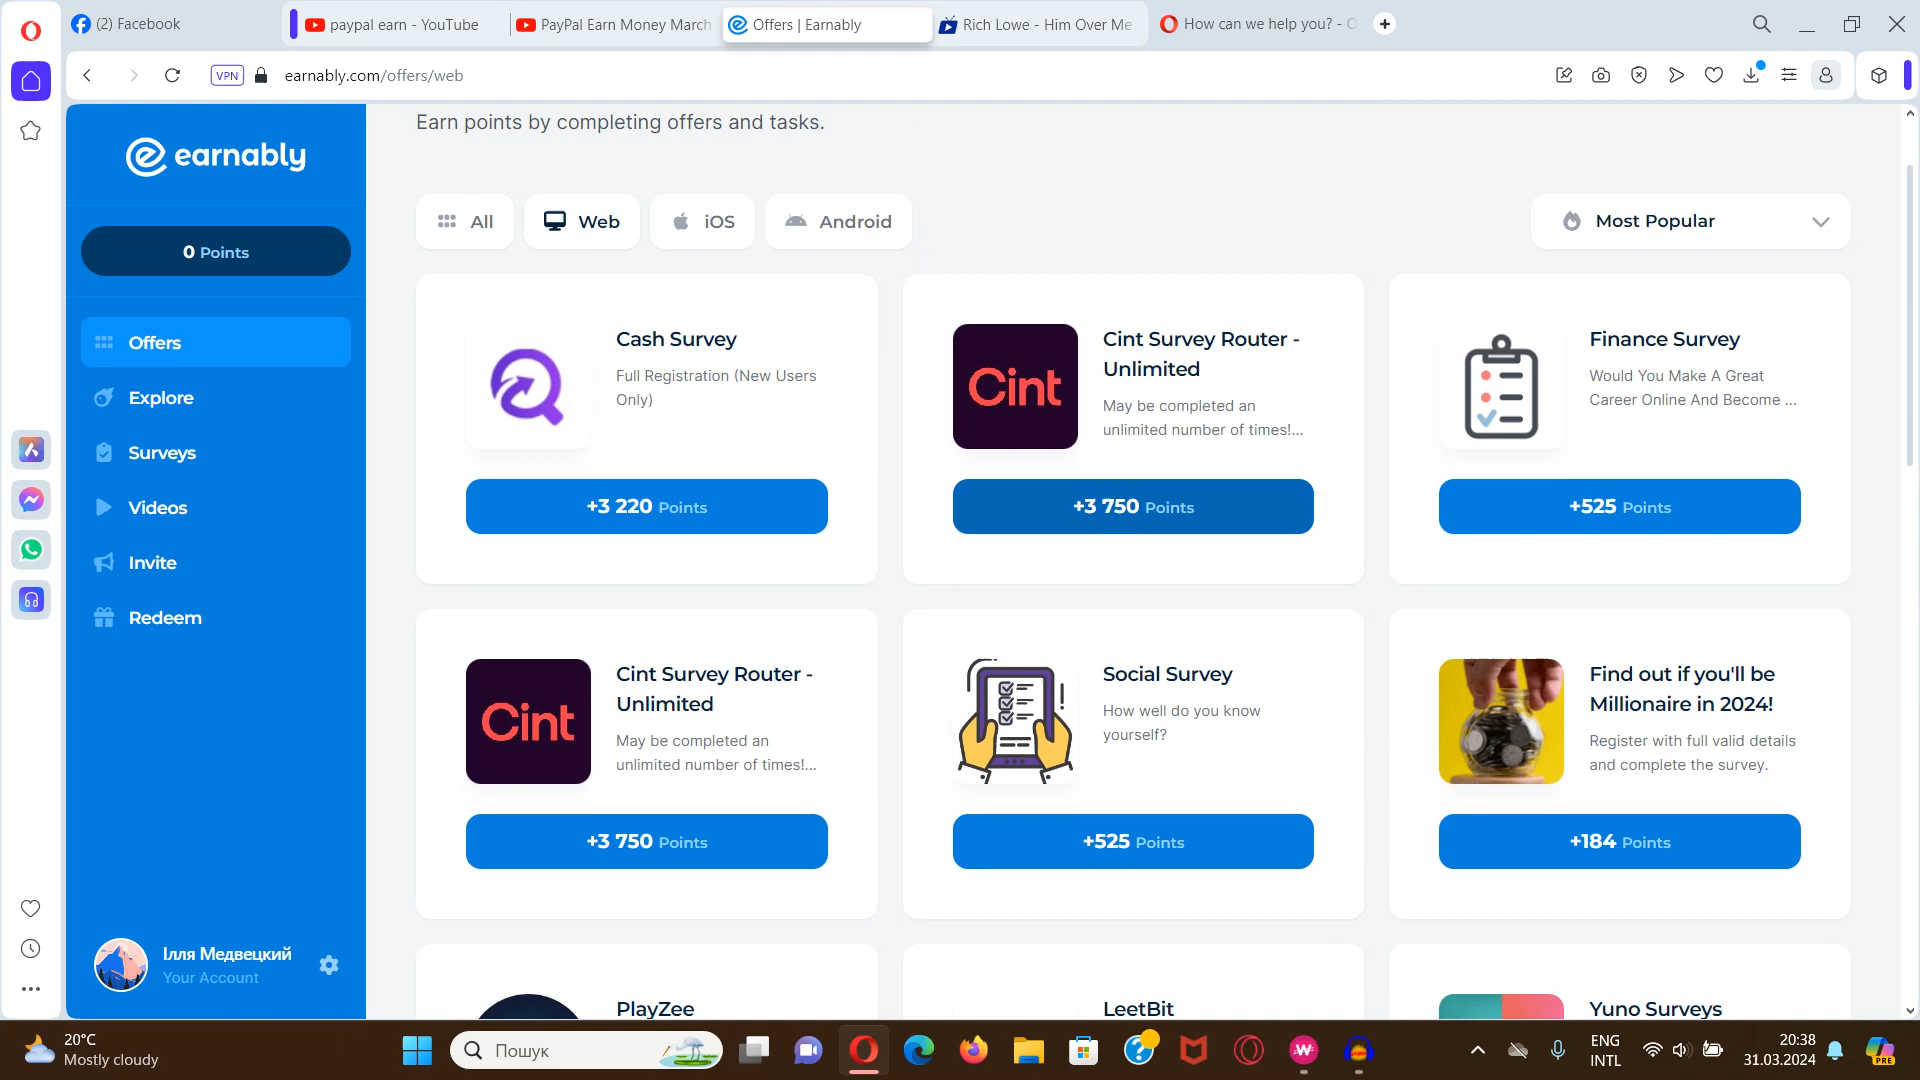 (2) Facebook
paypal earn - YouTube
PayPal Earn Money March
Offers | Earnably
Rich Lowe - Him Over Me
How can we help you? - O
VPN
earnably.com/offers/web
earnably
0 Points
Offers
Explore
Surveys
Videos
Invite
Redeem
Ілля Медвецкий
Your Account
Earn points by completing offers and tasks.
All
Web
iOS
Android
Most Popular
Cash Survey
Full Registration (New Users
Only)
+3 220 Points
Cint
Cint Survey Router -
Unlimited
May be completed an
unlimited number of times!...
+3 750 Points
Finance Survey
Would You Make A Great
Career Online And Become ...
+525 Points
Cint
Cint Survey Router -
Unlimited
May be completed an
unlimited number of times!...
+3 750 Points
Social Survey
How well do you know
yourself?
+525 Points
Find out if you'll be
Millionaire in 2024!
Register with full valid details
and complete the survey.
+184 Points
PlayZee
LeetBit
Yuno Surveys
20°C
Mostly cloudy
Пошук
ENG
INTL
20:38
31.03.2024
PRE